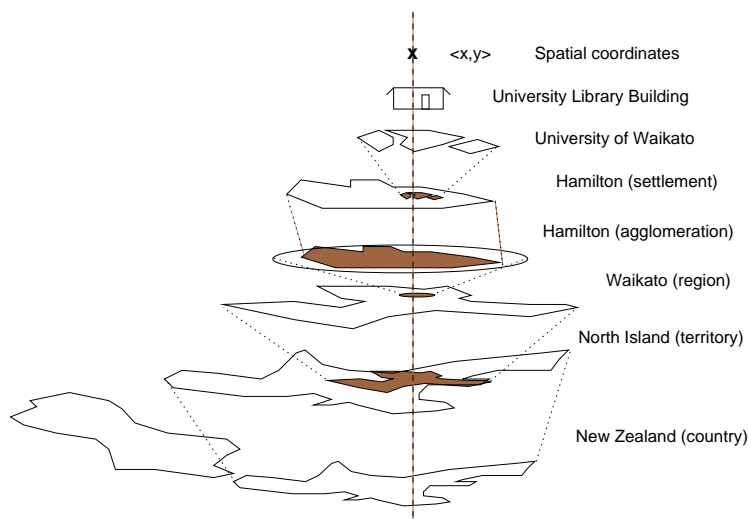 x <x,y> Spatial coordinates
University Library Building
University of Waikato
Hamilton (settlement)
Hamilton (agglomeration)
Waikato (region)
North Island (territory)
New Zealand (country)